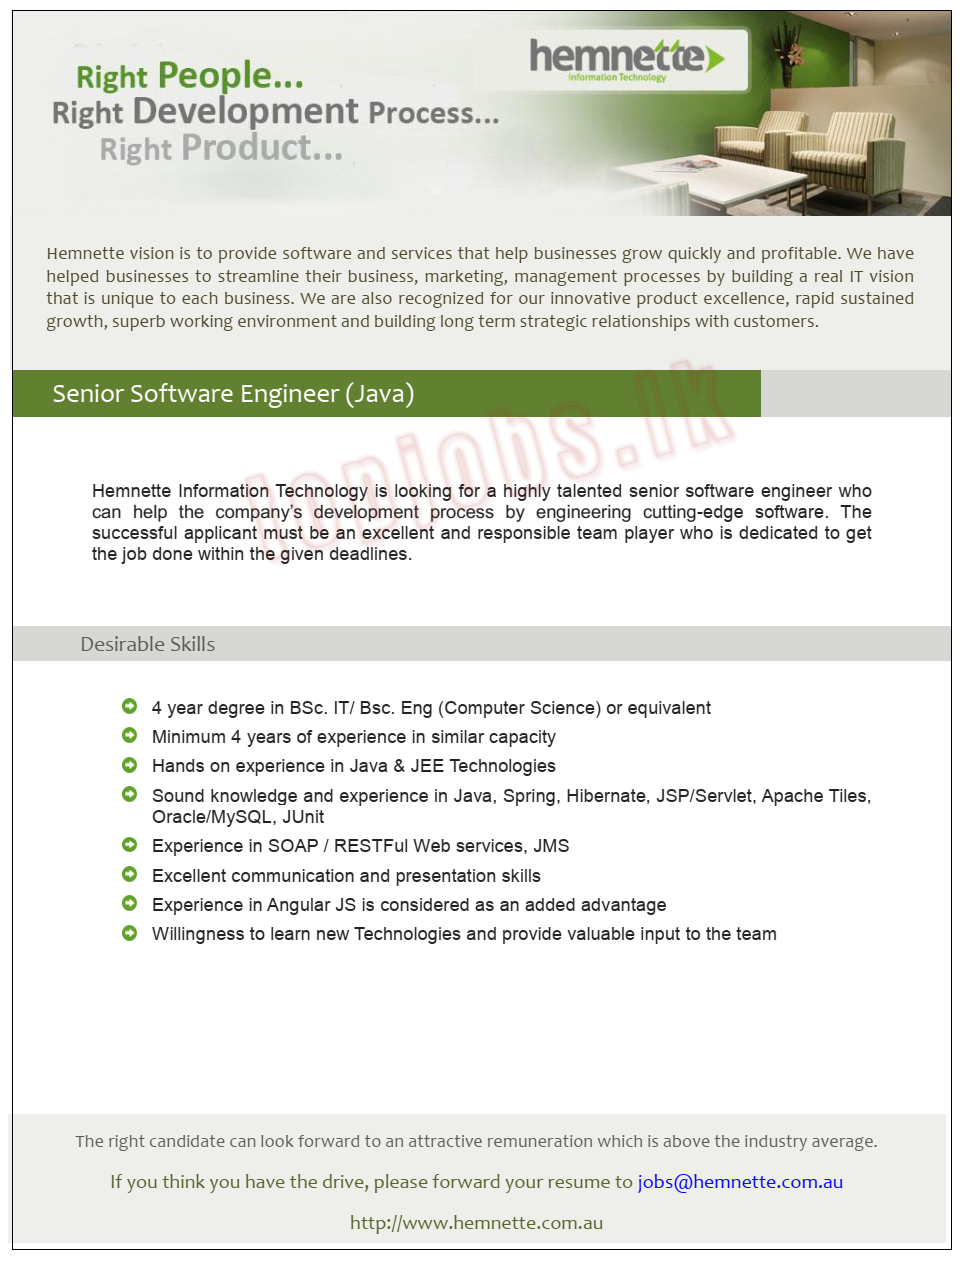 Right People...
Right Development Process...
Right Product...
hemnette
Information Technology
Hemnette vision is to provide software and services that help businesses grow quickly and profitable. We have
helped businesses to streamline their business, marketing, management processes by building a real IT vision
that is unique to each business. We are also recognized for our innovative product excellence, rapid sustained
growth, superb working environment and building long term strategic relationships with customers.
Senior Software Engineer (Java)
topjobs.lk
Hemnette Information Technology is looking for a highly talented senior software engineer who
can help the company's development process by engineering cutting-edge software. The
successful applicant must be an excellent and responsible team player who is dedicated to get
the job done within the given deadlines.
Desirable Skills
4 year degree in BSc. IT/ Bsc. Eng (Computer Science) or equivalent
Minimum 4 years of experience in similar capacity
Hands on experience in Java & JEE Technologies
Sound knowledge and experience in Java, Spring, Hibernate, JSP/Servlet, Apache Tiles,
Oracle/MySQL, JUnit
Experience in SOAP / RESTFul Web services, JMS
Excellent communication and presentation skills
Experience in Angular JS is considered as an added advantage
Willingness to learn new Technologies and provide valuable input to the team
The right candidate can look forward to an attractive remuneration which is above the industry average.
If you think you have the drive, please forward your resume to jobs@hemnette.com.au
http://www.hemnette.com.au